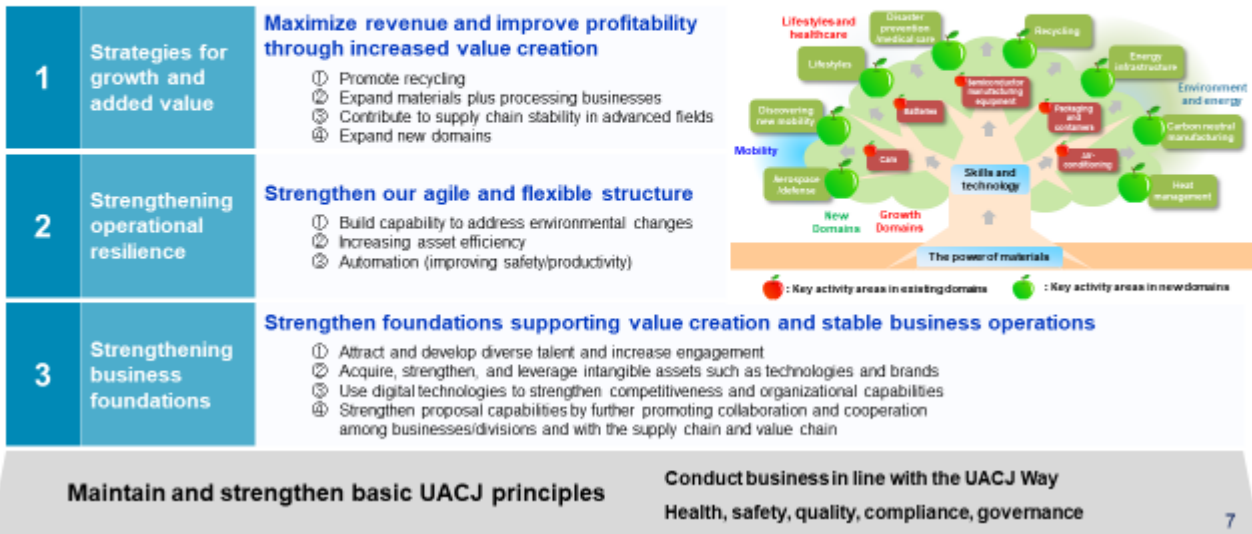 1
Strategies for
growth and
added value
Maximize revenue and improve profitability
through increased value creation
① Promote recycling
② Expand materials plus processing businesses
③ Contribute to supply chain stability in advanced fields
④ Expand new domains
2
Strengthening
operational
resilience
Strengthen our agile and flexible structure
① Build capability to address environmental changes
② Increasing asset efficiency
③ Automation (improving safety/productivity)
3
Strengthening
business
foundations
Strengthen foundations supporting value creation and stable business operations
① Attract and develop diverse talent and increase engagement
② Acquire, strengthen, and leverage intangible assets such as technologies and brands
③ Use digital technologies to strengthen competitiveness and organizational capabilities
④ Strengthen proposal capabilities by further promoting collaboration and cooperation
among businesses/divisions and with the supply chain and value chain
Lifestyles and
healthcare
Disaster
prevention
/medical care
Recycling
Lifestyles
Energy
infrastructure
Semiconductor
manufacturing
equipment
Environment
and energy
Discovering
new mobility
Batteries
Packaging
and
containers
Carbon neutral
manufacturing
Mobility
Cars
Air-
conditioning
Aerospace
/defense
Skills and
technology
Heat
management
New
Domains
Growth
Domains
The power of materials
: Key activity areas in existing domains
: Key activity areas in new domains
Maintain and strengthen basic UACJ principles
Conduct business in line with the UACJ Way
Health, safety, quality, compliance, governance
7